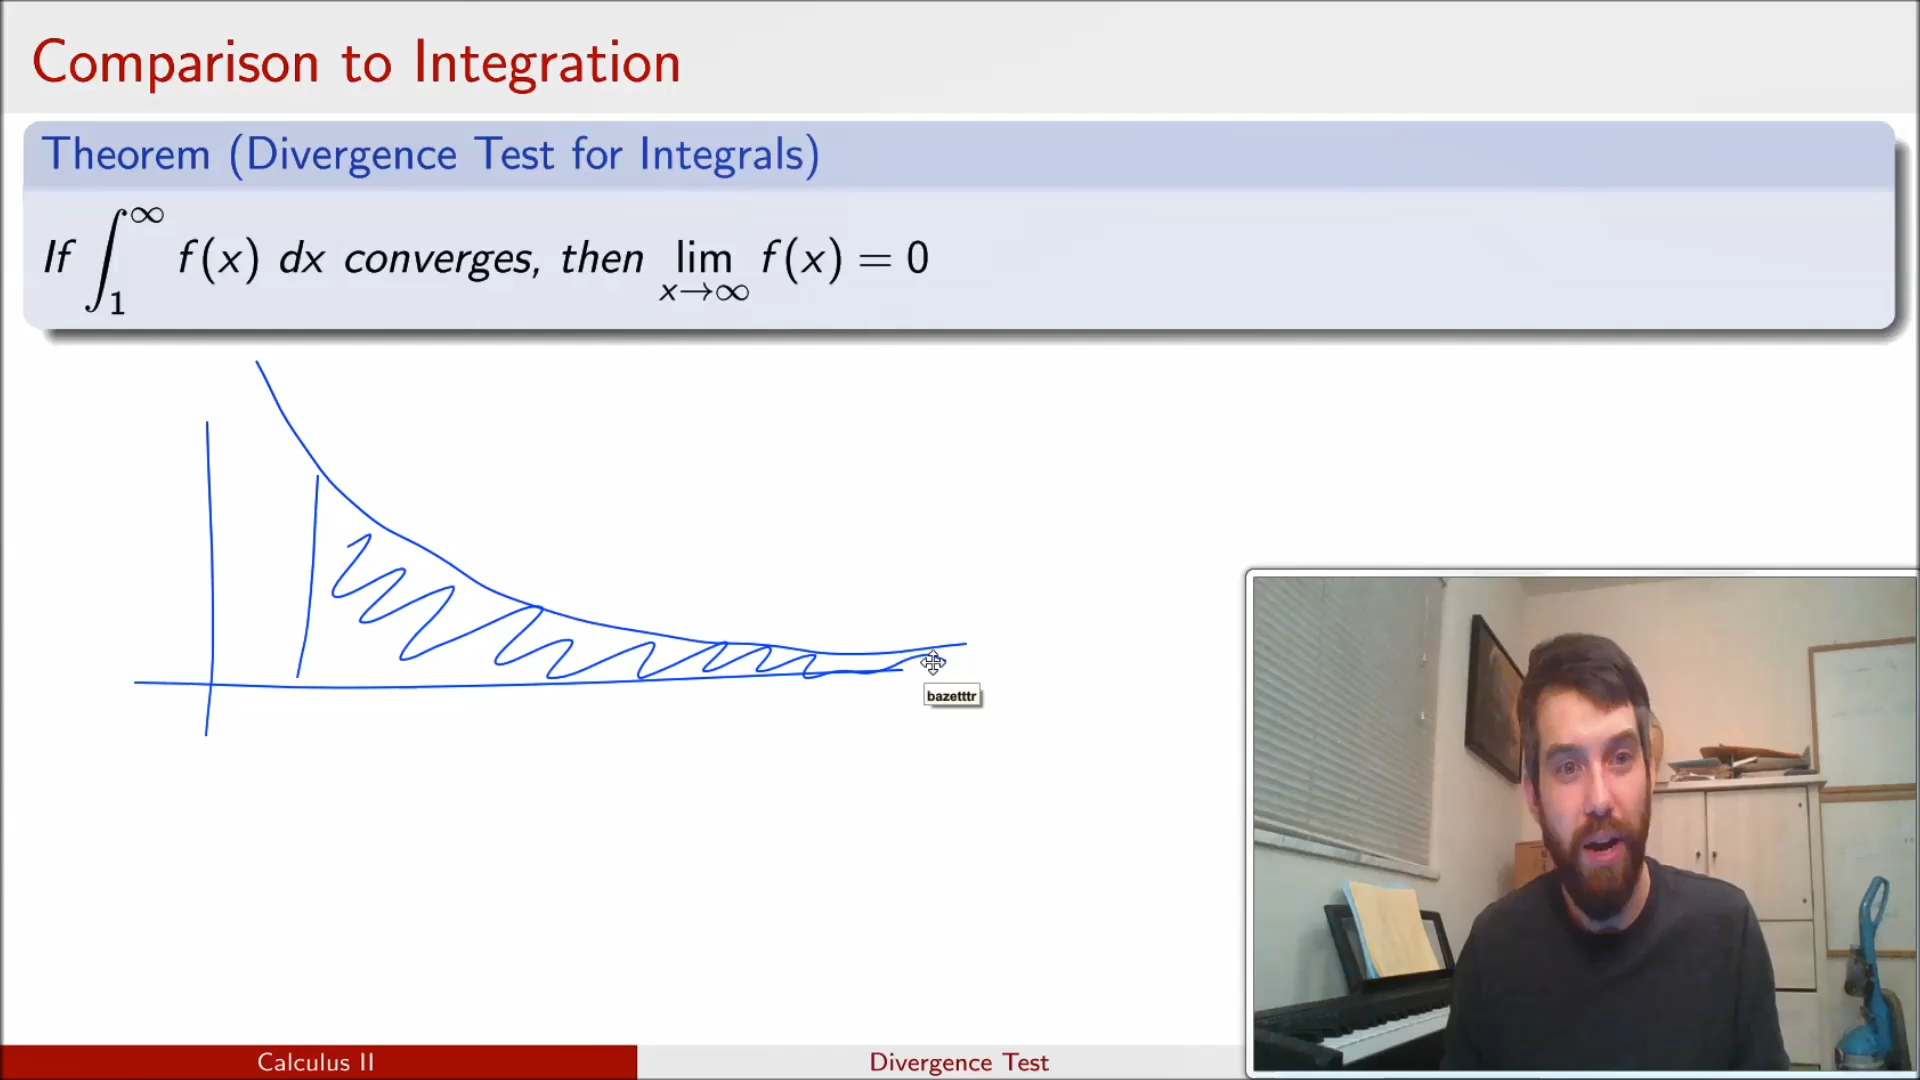 Comparison to Integration
Theorem (Divergence Test for Integrals)
If ∫₁^∞ f(x) dx converges, then lim_{x→∞} f(x) = 0
bazetttr
Calculus II
Divergence Test